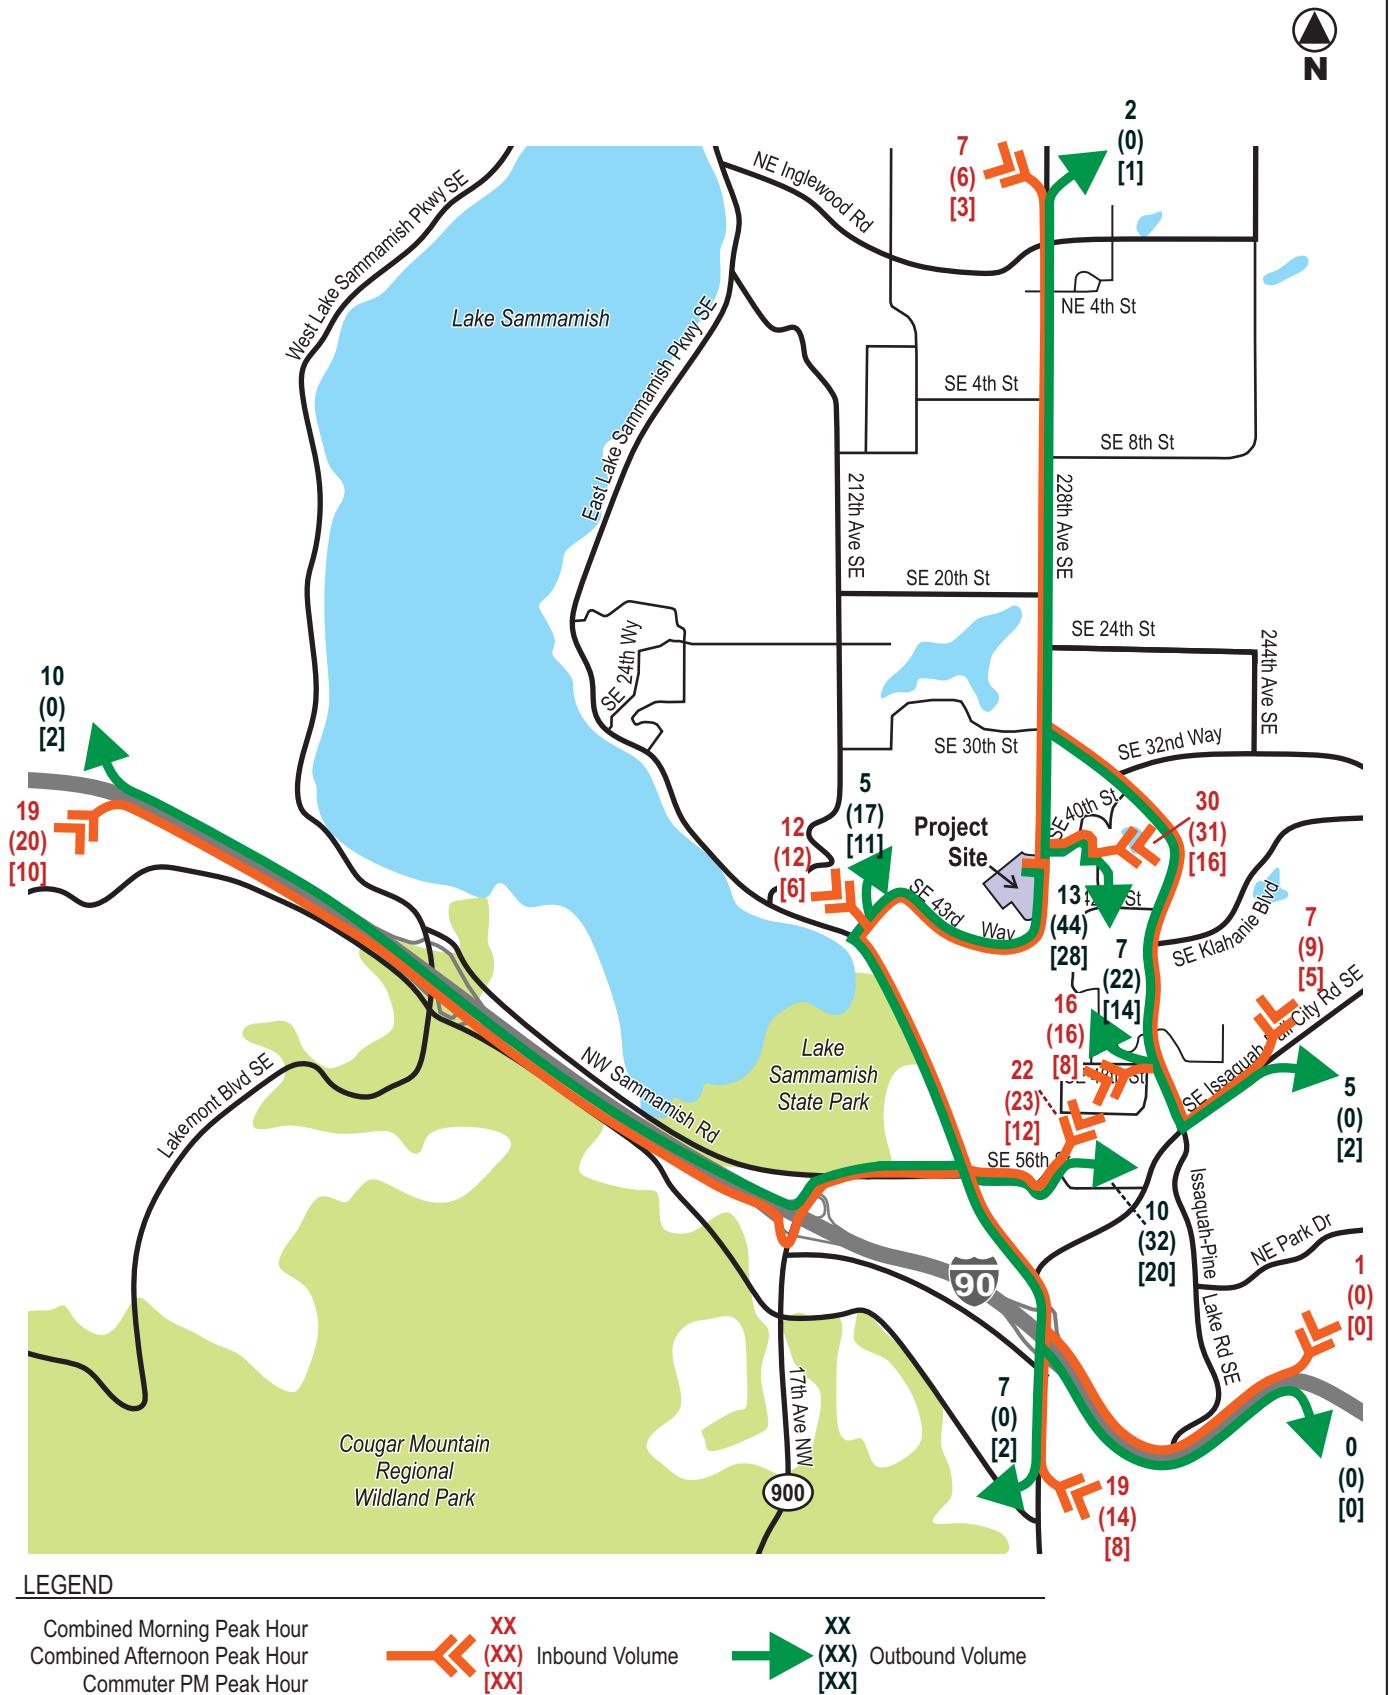 N
2
(0)
[1]
7
(6)
[3]
NE Inglewood Rd
West Lake Sammamish Pkwy SE
Lake Sammamish
East Lake Sammamish Pkwy SE
NE 4th St
SE 4th St
SE 8th St
212th Ave SE
228th Ave SE
SE 20th St
SE 24th St
244th Ave SE
SE 24th Wy
SE 30th St
SE 32nd Way
10
(0)
[2]
19
(20)
[10]
5
(17)
[11]
12
(12)
[6]
Project
Site
SE 40th St
30
(31)
[16]
SE 43rd Way
St
13
(44)
[28]
SE Klahanie Blvd
7
(9)
[5]
7
(22)
[14]
16
(16)
[8]
SE Issaquah-Fall City Rd SE
Lake
Sammamish
State Park
NW Sammamish Rd
Lakemont Blvd SE
22
(23)
[12]
5
(0)
[2]
SE 56th St
10
(32)
[20]
Issaquah-Pine Lake Rd SE
NE Park Dr
90
1
(0)
[0]
7
(0)
[2]
17th Ave NW
Cougar Mountain
Regional
Wildland Park
900
19
(14)
[8]
0
(0)
[0]
LEGEND
Combined Morning Peak Hour
Combined Afternoon Peak Hour
Commuter PM Peak Hour
XX
(XX)
[XX]
Inbound Volume
XX
(XX)
[XX]
Outbound Volume